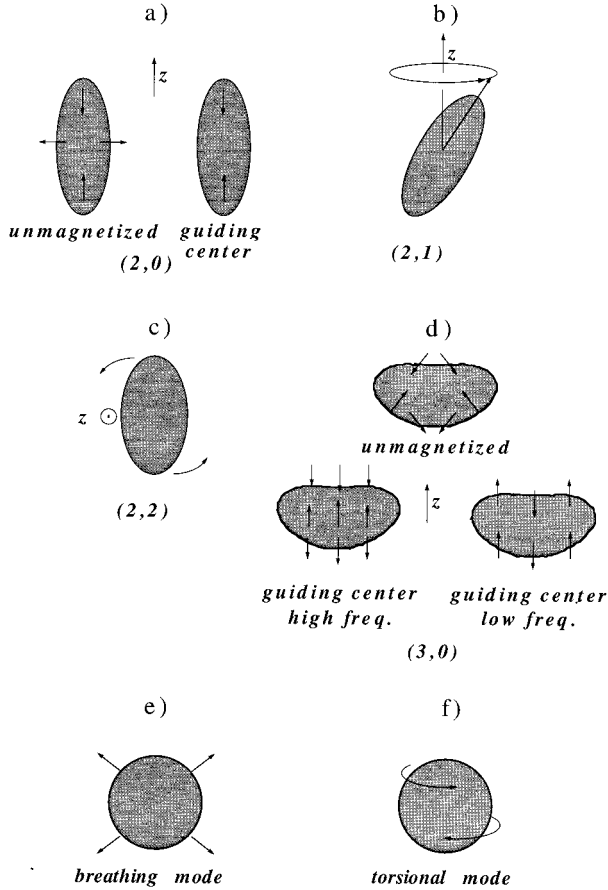 a)
z
unmagnetized
guiding
center
(2,0)
b)
z
(2,1)
c)
z
(2,2)
d)
unmagnetized
z
guiding center
high freq.
guiding center
low freq.
(3,0)
e)
breathing mode
f)
torsional mode